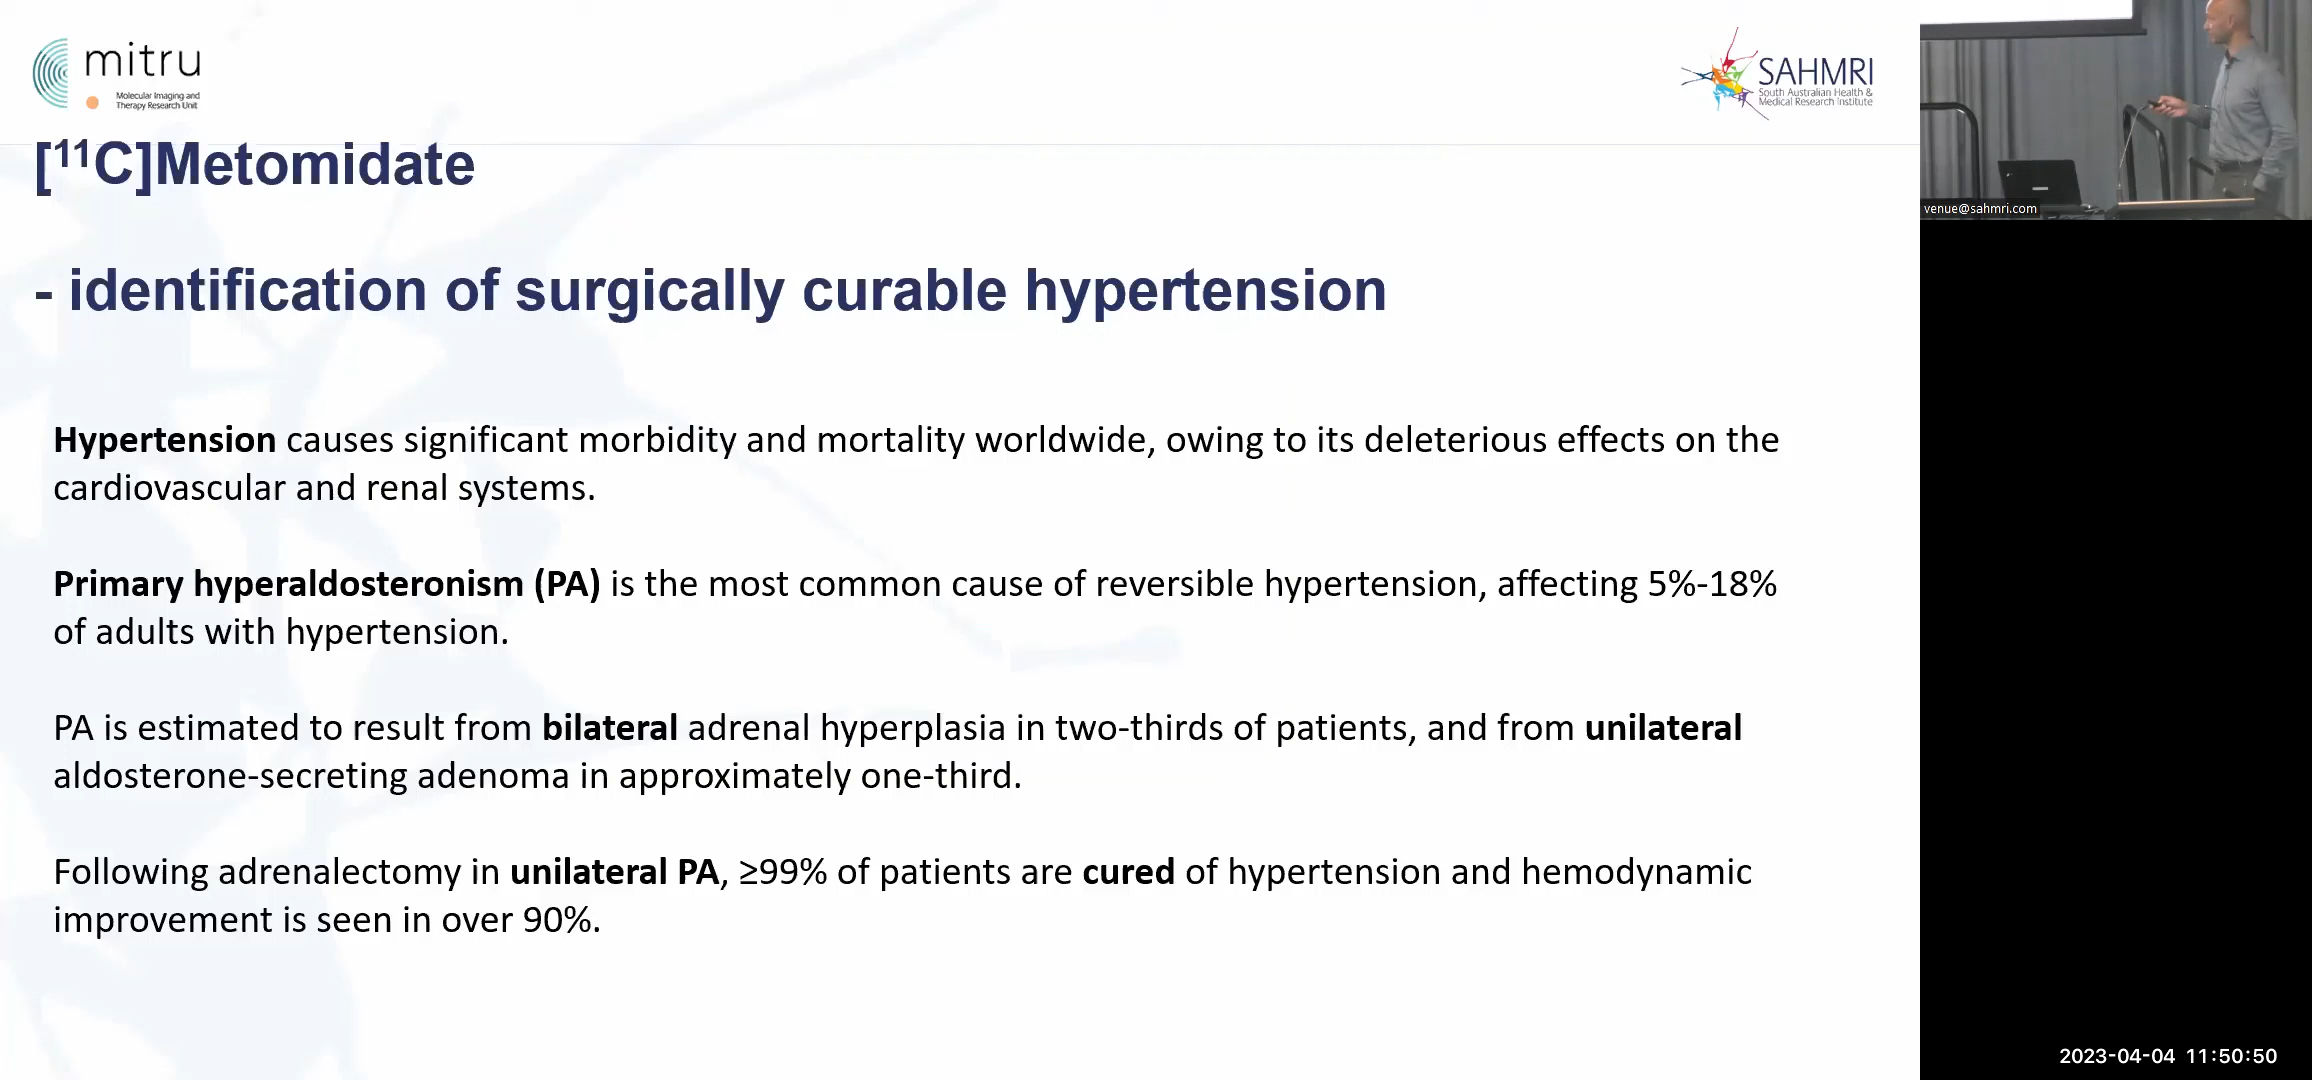 mitru
Molecular Imaging and
Therapy Research Unit
SAHMRI
South Australian Health &
Medical Research Institute
[¹¹C]Metomidate
- identification of surgically curable hypertension
Hypertension causes significant morbidity and mortality worldwide, owing to its deleterious effects on the
cardiovascular and renal systems.
Primary hyperaldosteronism (PA) is the most common cause of reversible hypertension, affecting 5%-18%
of adults with hypertension.
PA is estimated to result from bilateral adrenal hyperplasia in two-thirds of patients, and from unilateral
aldosterone-secreting adenoma in approximately one-third.
Following adrenalectomy in unilateral PA, ≥99% of patients are cured of hypertension and hemodynamic
improvement is seen in over 90%.
venue@sahmri.com
2023-04-04 11:50:50